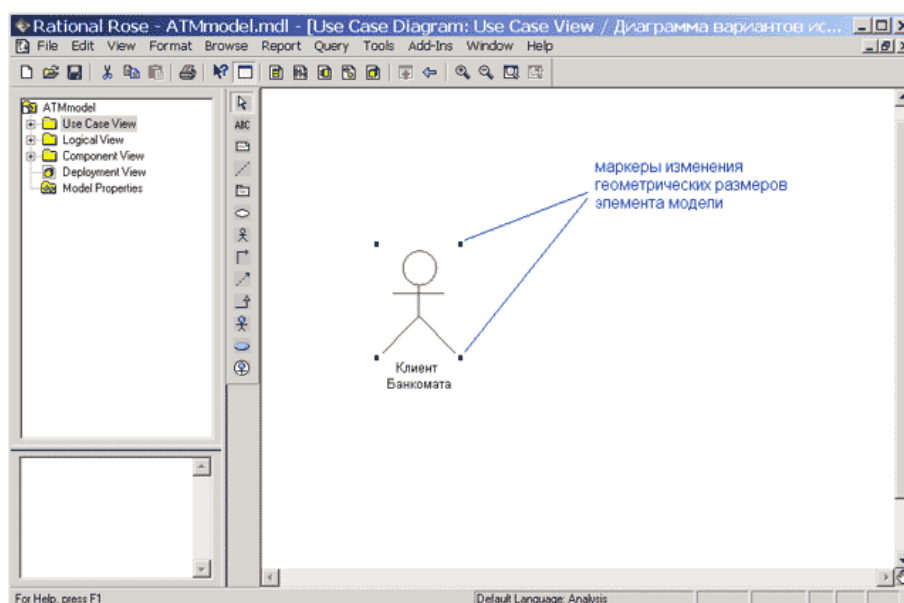 Rational Rose - ATMmodel.mdl - [Use Case Diagram: Use Case View / Диаграмма вариантов ис...
File Edit View Format Browse Report Query Tools Add-Ins Window Help
ATMmodel
Use Case View
Logical View
Component View
Deployment View
Model Properties
ABC
маркеры изменения
геометрических размеров
элемента модели
Клиент
Банкомата
For Help, press F1
Default Language: Analysis